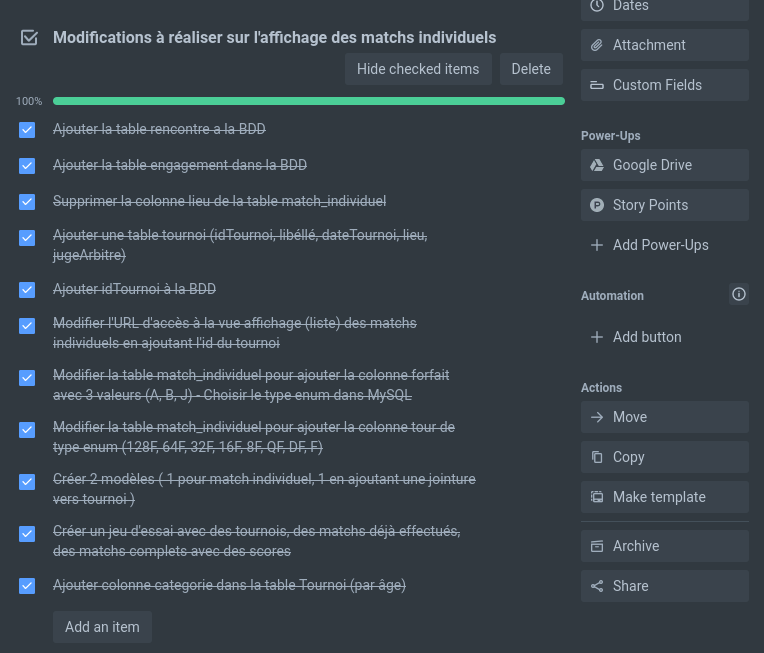 Modifications à réaliser sur l'affichage des matchs individuels
Hide checked items
Delete
100%
Ajouter la table rencontre a la BDD
Ajouter la table engagement dans la BDD
Supprimer la colonne lieu de la table match_individuel
Ajouter une table tournoi (idTournoi, libéllé, dateTournoi, lieu,
jugeArbitre)
Ajouter idTournoi à la BDD
Modifier l'URL d'accès à la vue affichage (liste) des matchs
individuels en ajoutant l'id du tournoi
Modifier la table match_individuel pour ajouter la colonne forfait
avec 3 valeurs (A, B, J) - Choisir le type enum dans MySQL
Modifier la table match_individuel pour ajouter la colonne tour de
type enum (128F, 64F, 32F, 16F, 8F, QF, DF, F)
Créer 2 modèles ( 1 pour match individuel, 1 en ajoutant une jointure
vers tournoi )
Créer un jeu d'essai avec des tournois, des matchs déjà effectués,
des matchs complets avec des scores
Ajouter colonne categorie dans la table Tournoi (par âge)
Add an item
Dates
Attachment
Custom Fields
Power-Ups
Google Drive
Story Points
Add Power-Ups
Automation
Add button
Actions
Move
Copy
Make template
Archive
Share